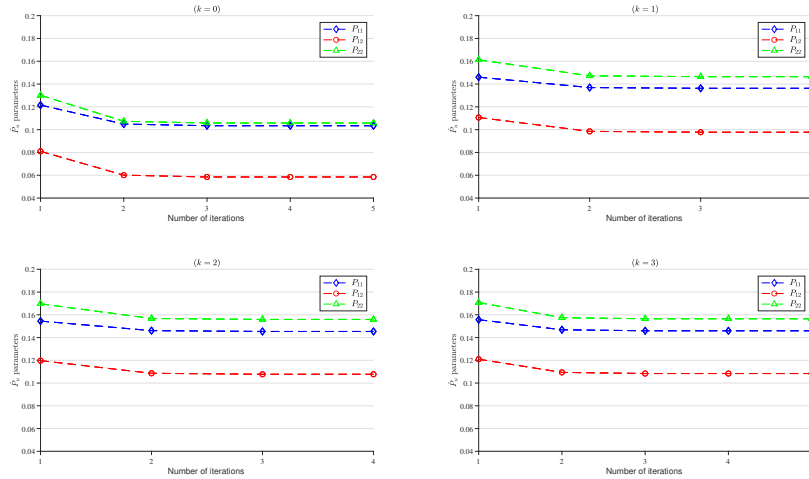 (k = 0)
0.2
0.18
0.16
0.14
0.12
0.1
0.08
0.06
0.04
P̂u parameters
1 2 3 4 5
Number of iterations
P11
P12
P22
(k = 1)
0.2
0.18
0.16
0.14
0.12
0.1
0.08
0.06
0.04
P̂u parameters
1 2 3
Number of iterations
P11
P12
P22
(k = 2)
0.2
0.18
0.16
0.14
0.12
0.1
0.08
0.06
0.04
P̂u parameters
1 2 3 4
Number of iterations
P11
P12
P22
(k = 3)
0.2
0.18
0.16
0.14
0.12
0.1
0.08
0.06
0.04
P̂u parameters
1 2 3 4
Number of iterations
P11
P12
P22